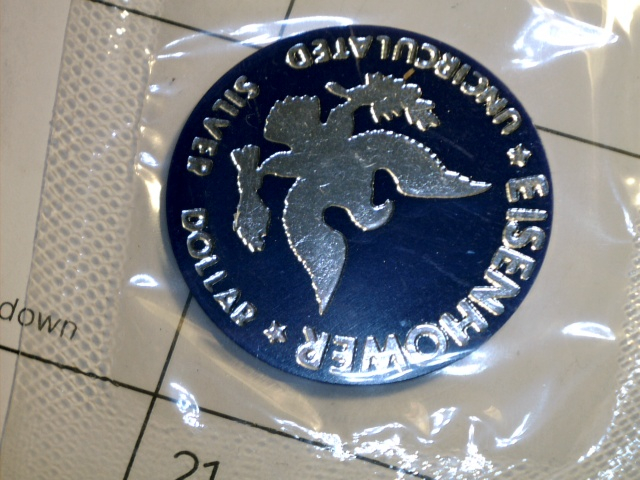 EISENHOWER
UNCIRCULATED
SILVER DOLLAR
down
21